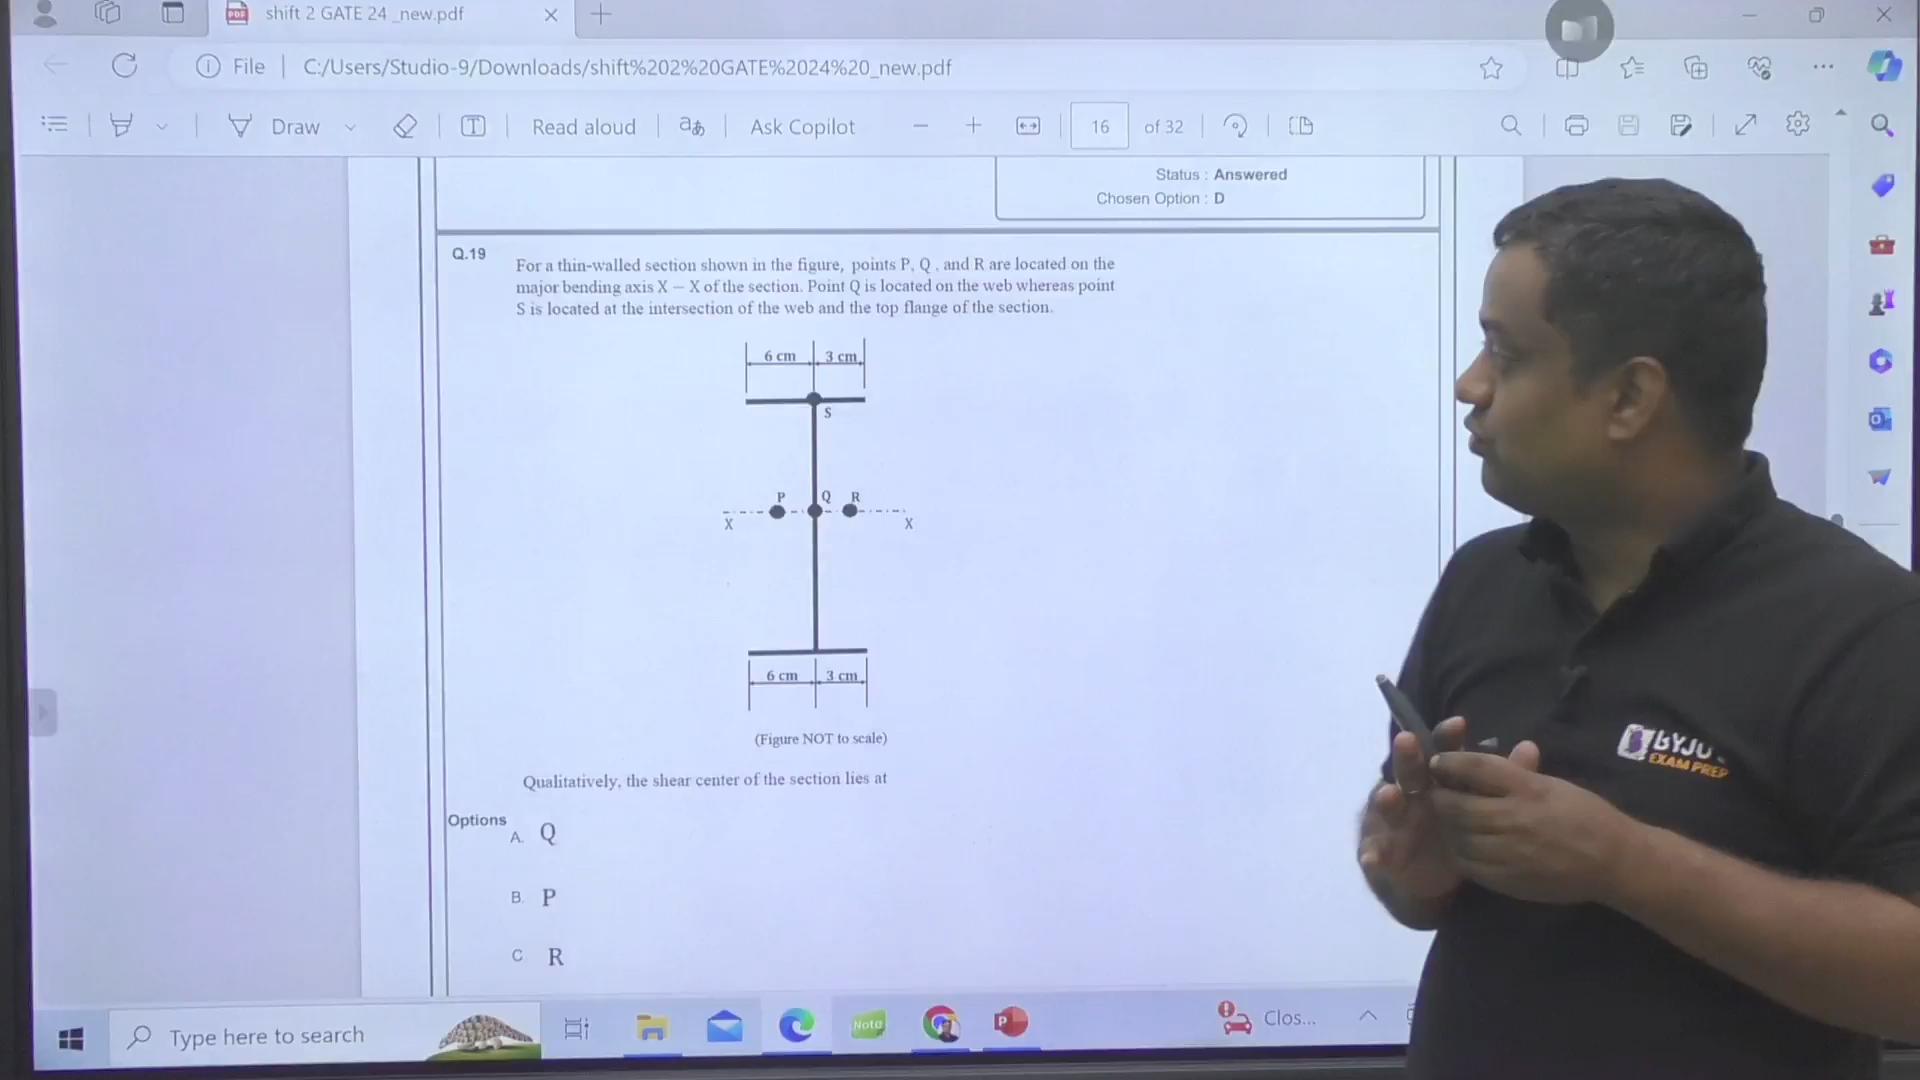 shift 2 GATE 24 _new.pdf
File
C:/Users/Studio-9/Downloads/shift%202%20GATE%2024%20_new.pdf
Draw
Read aloud
Ask Copilot
16 of 32
Status : Answered
Chosen Option : D
Q.19
For a thin-walled section shown in the figure, points P, Q , and R are located on the
major bending axis X – X of the section. Point Q is located on the web whereas point
S is located at the intersection of the web and the top flange of the section.
6 cm 3 cm
S
P Q R
X X
6 cm 3 cm
(Figure NOT to scale)
Qualitatively, the shear center of the section lies at
Options
A. Q
B. P
C R
BYJU
EXAM PREP
Type here to search
Note
Clos...